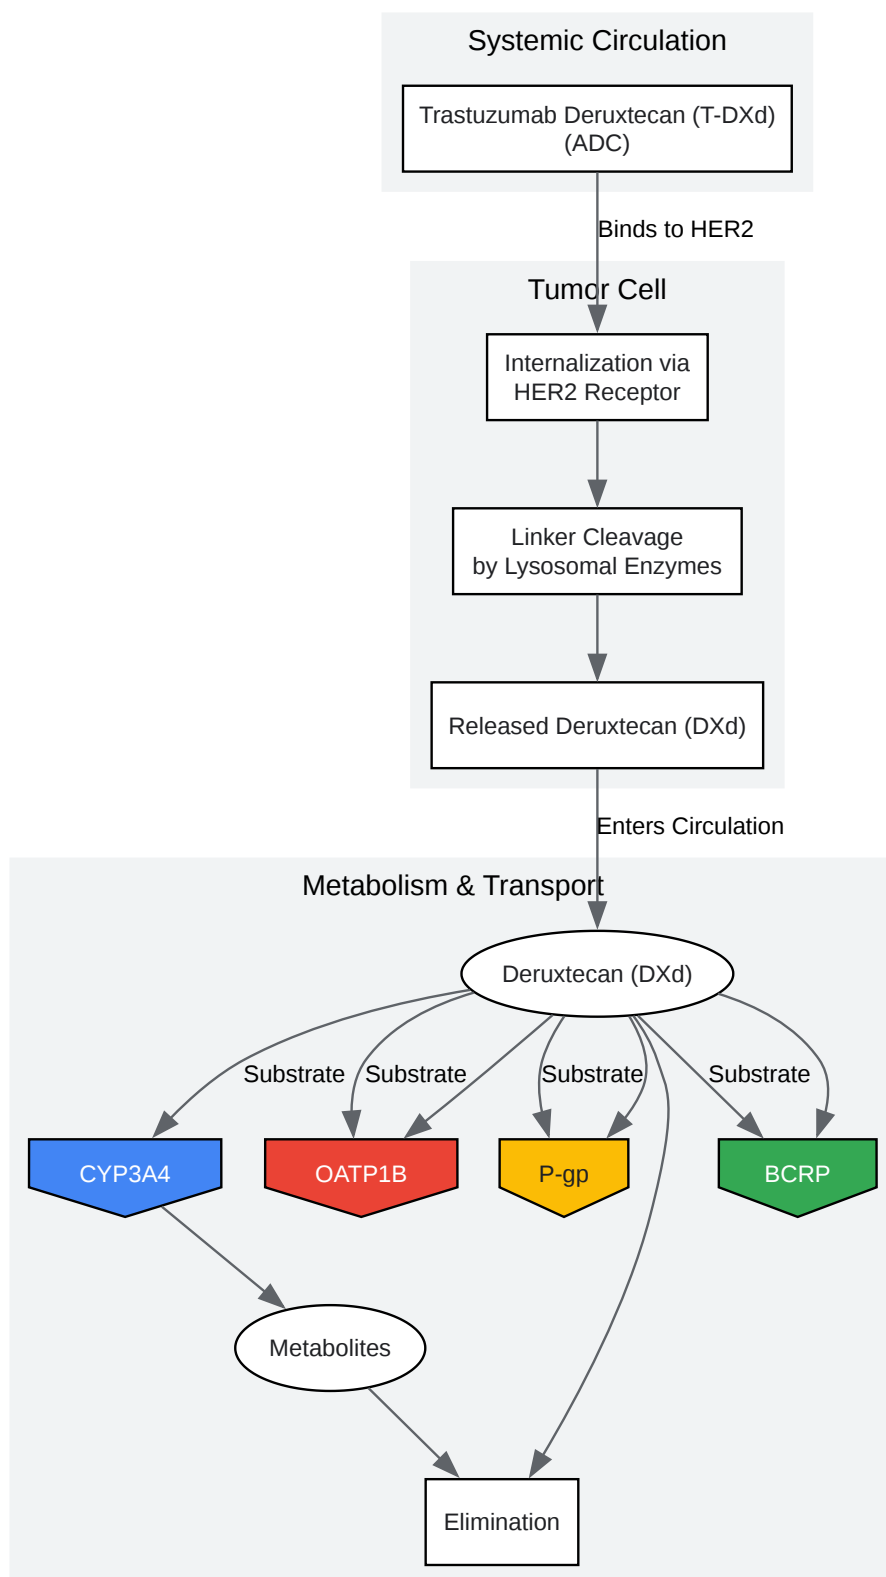 Systemic Circulation
Trastuzumab Deruxtecan (T-DXd)
(ADC)
Binds to HER2
Tumor Cell
Internalization via
HER2 Receptor
Linker Cleavage
by Lysosomal Enzymes
Released Deruxtecan (DXd)
Enters Circulation
Metabolism & Transport
Deruxtecan (DXd)
Substrate
Substrate
Substrate
Substrate
CYP3A4
OATP1B
P-gp
BCRP
Metabolites
Elimination